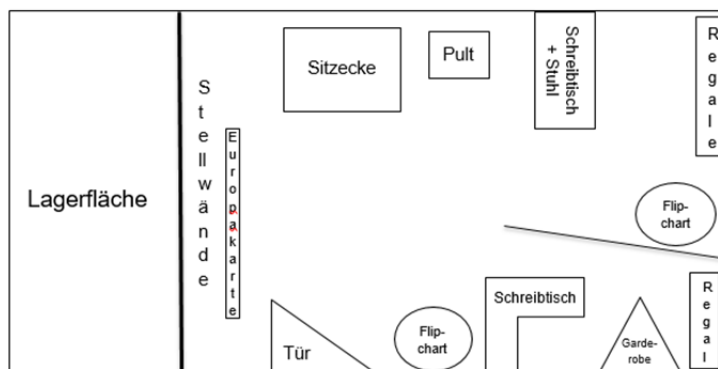 Lagerfläche
Stellwände
Europakarte
Sitzecke
Pult
Schreibtisch
+ Stuhl
Regale
Flip-
chart
Tür
Flip-
chart
Schreibtisch
Garde-
robe
Regal